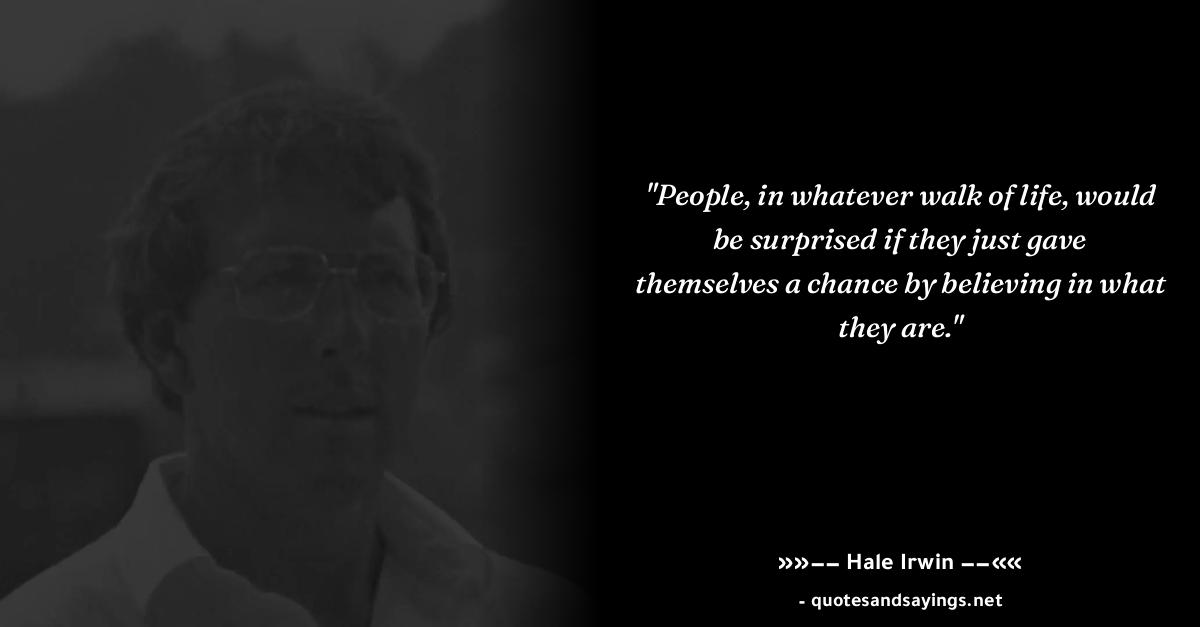 "People, in whatever walk of life, would
be surprised if they just gave
themselves a chance by believing in what
they are."
»»−− Hale Irwin −−««
- quotesandsayings.net